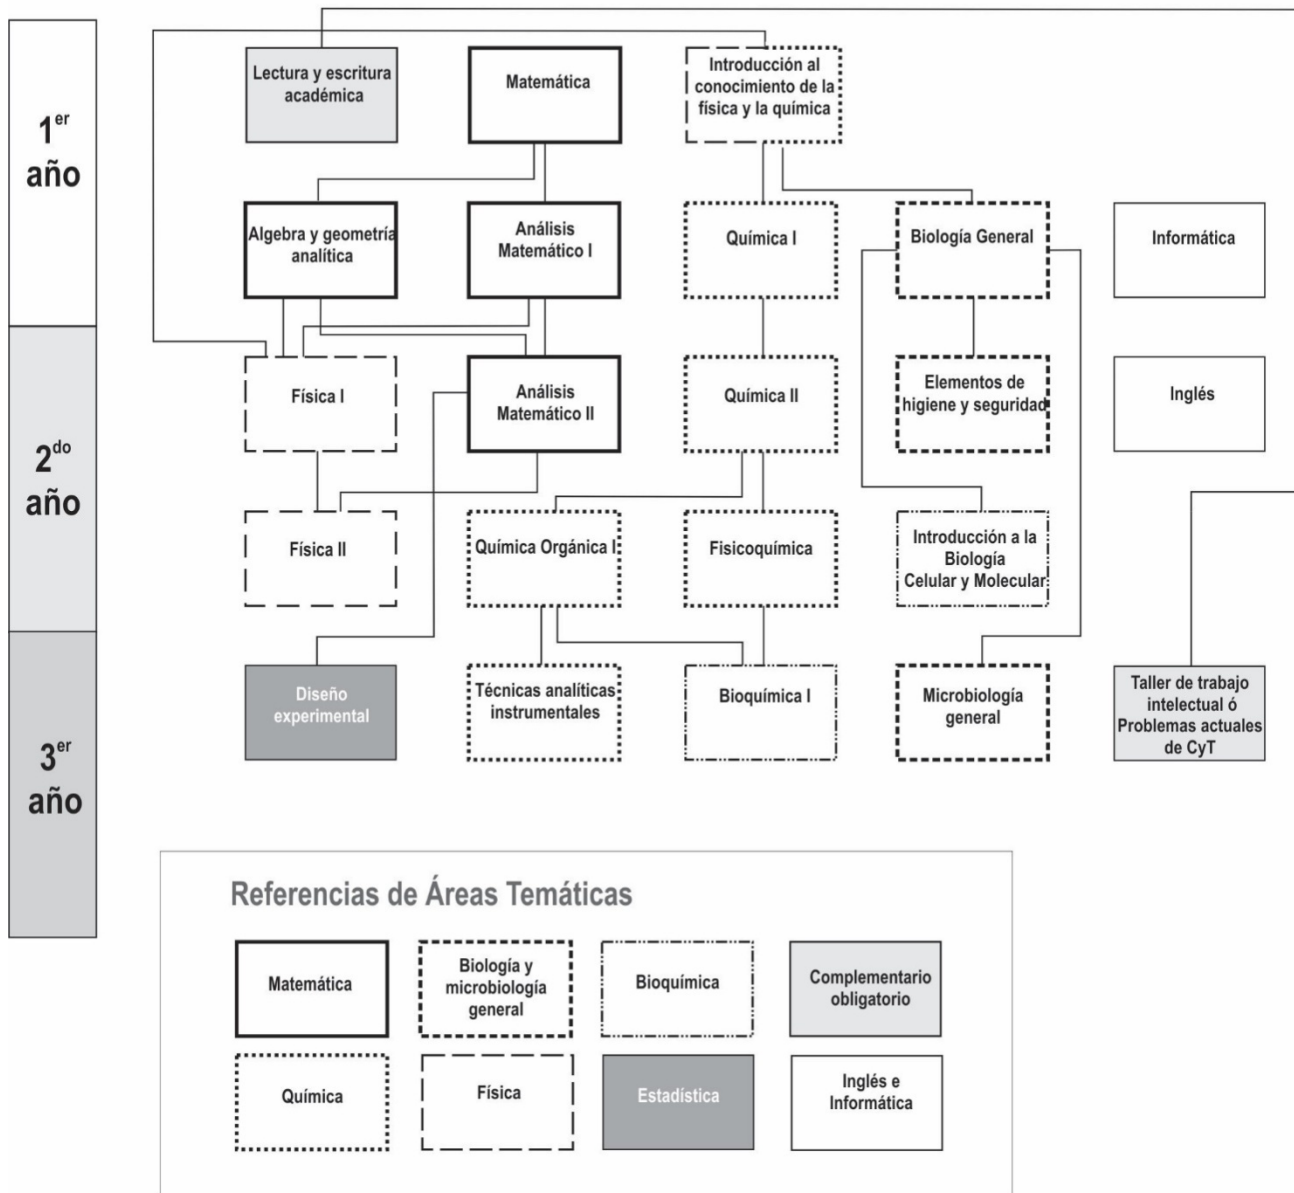 1er
año
Lectura y escritura
académica
Matemática
Introducción al
conocimiento de la
física y la química
Algebra y geometría
analítica
Análisis
Matemático I
Química I
Biología General
Informática
2do
año
Física I
Análisis
Matemático II
Química II
Elementos de
higiene y seguridad
Inglés
Física II
Química Orgánica I
Fisicoquímica
Introducción a la
Biología
Celular y Molecular
3er
año
Diseño
experimental
Técnicas analíticas
instrumentales
Bioquímica I
Microbiología
general
Taller de trabajo
intelectual ó
Problemas actuales
de CyT
Referencias de Áreas Temáticas
Matemática
Biología y
microbiología
general
Bioquímica
Complementario
obligatorio
Química
Física
Estadística
Inglés e
Informática